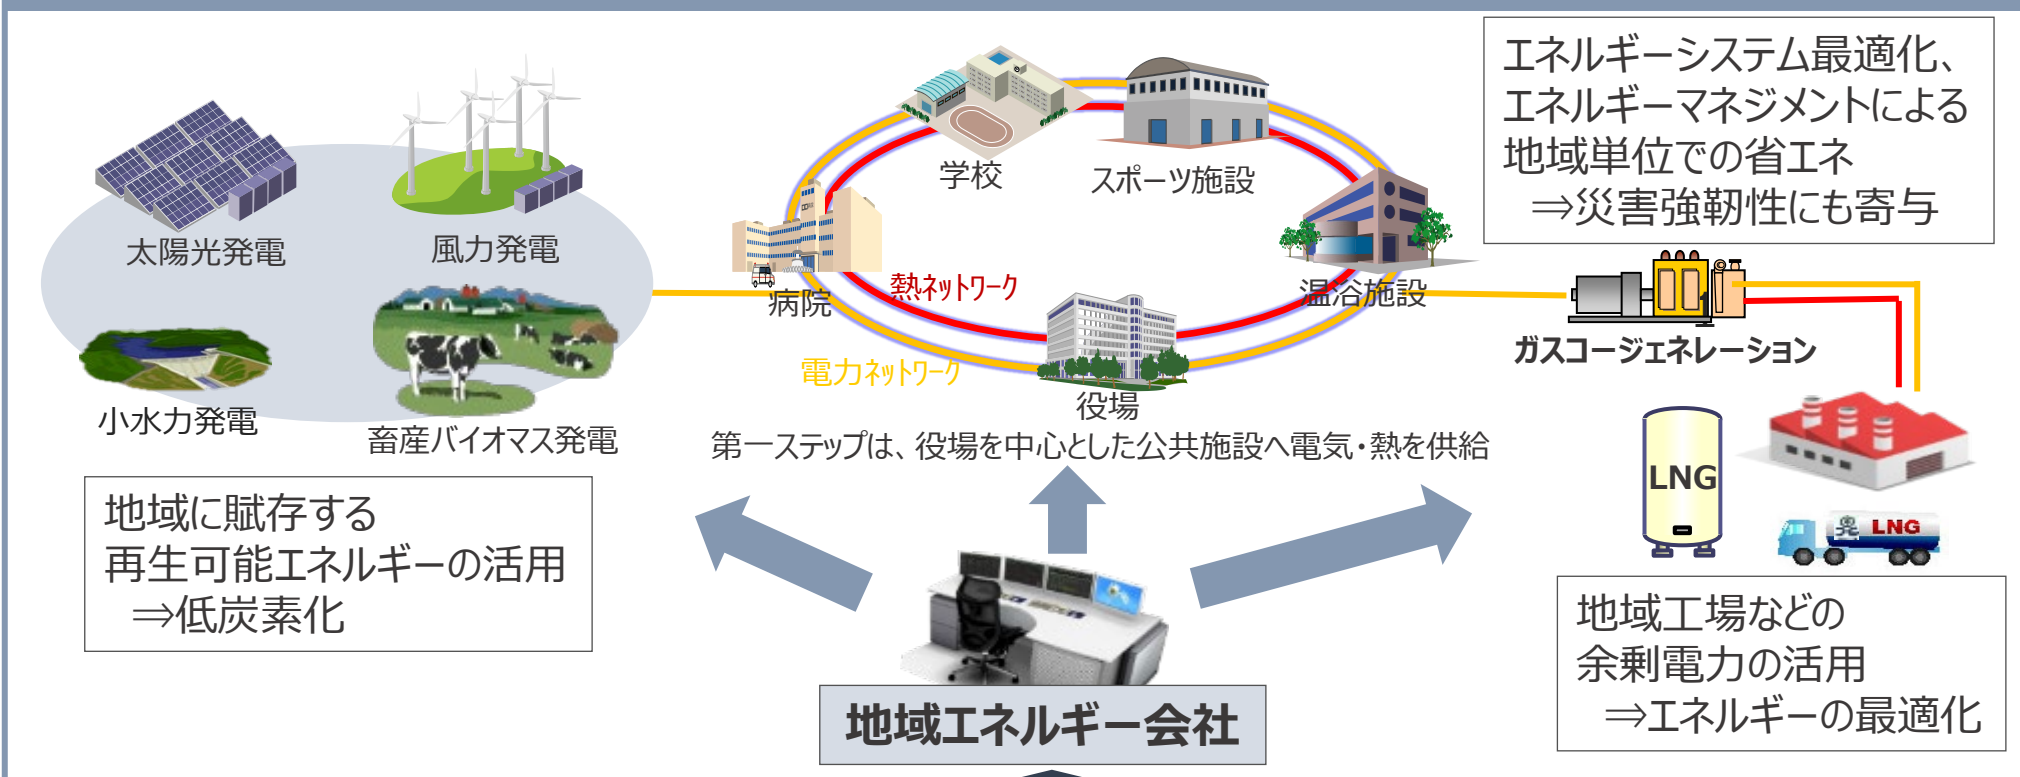 エネルギーシステム最適化、
エネルギーマネジメントによる
地域単位での省エネ
⇒災害強靭性にも寄与
学校
スポーツ施設
太陽光発電
風力発電
病院
熱ネットワーク
温浴施設
ガスコージェネレーション
電力ネットワーク
役場
小水力発電
畜産バイオマス発電
第一ステップは、役場を中心とした公共施設へ電気・熱を供給
LNG
LNG
地域に賦存する
再生可能エネルギーの活用
⇒低炭素化
地域工場などの
余剰電力の活用
⇒エネルギーの最適化
地域エネルギー会社